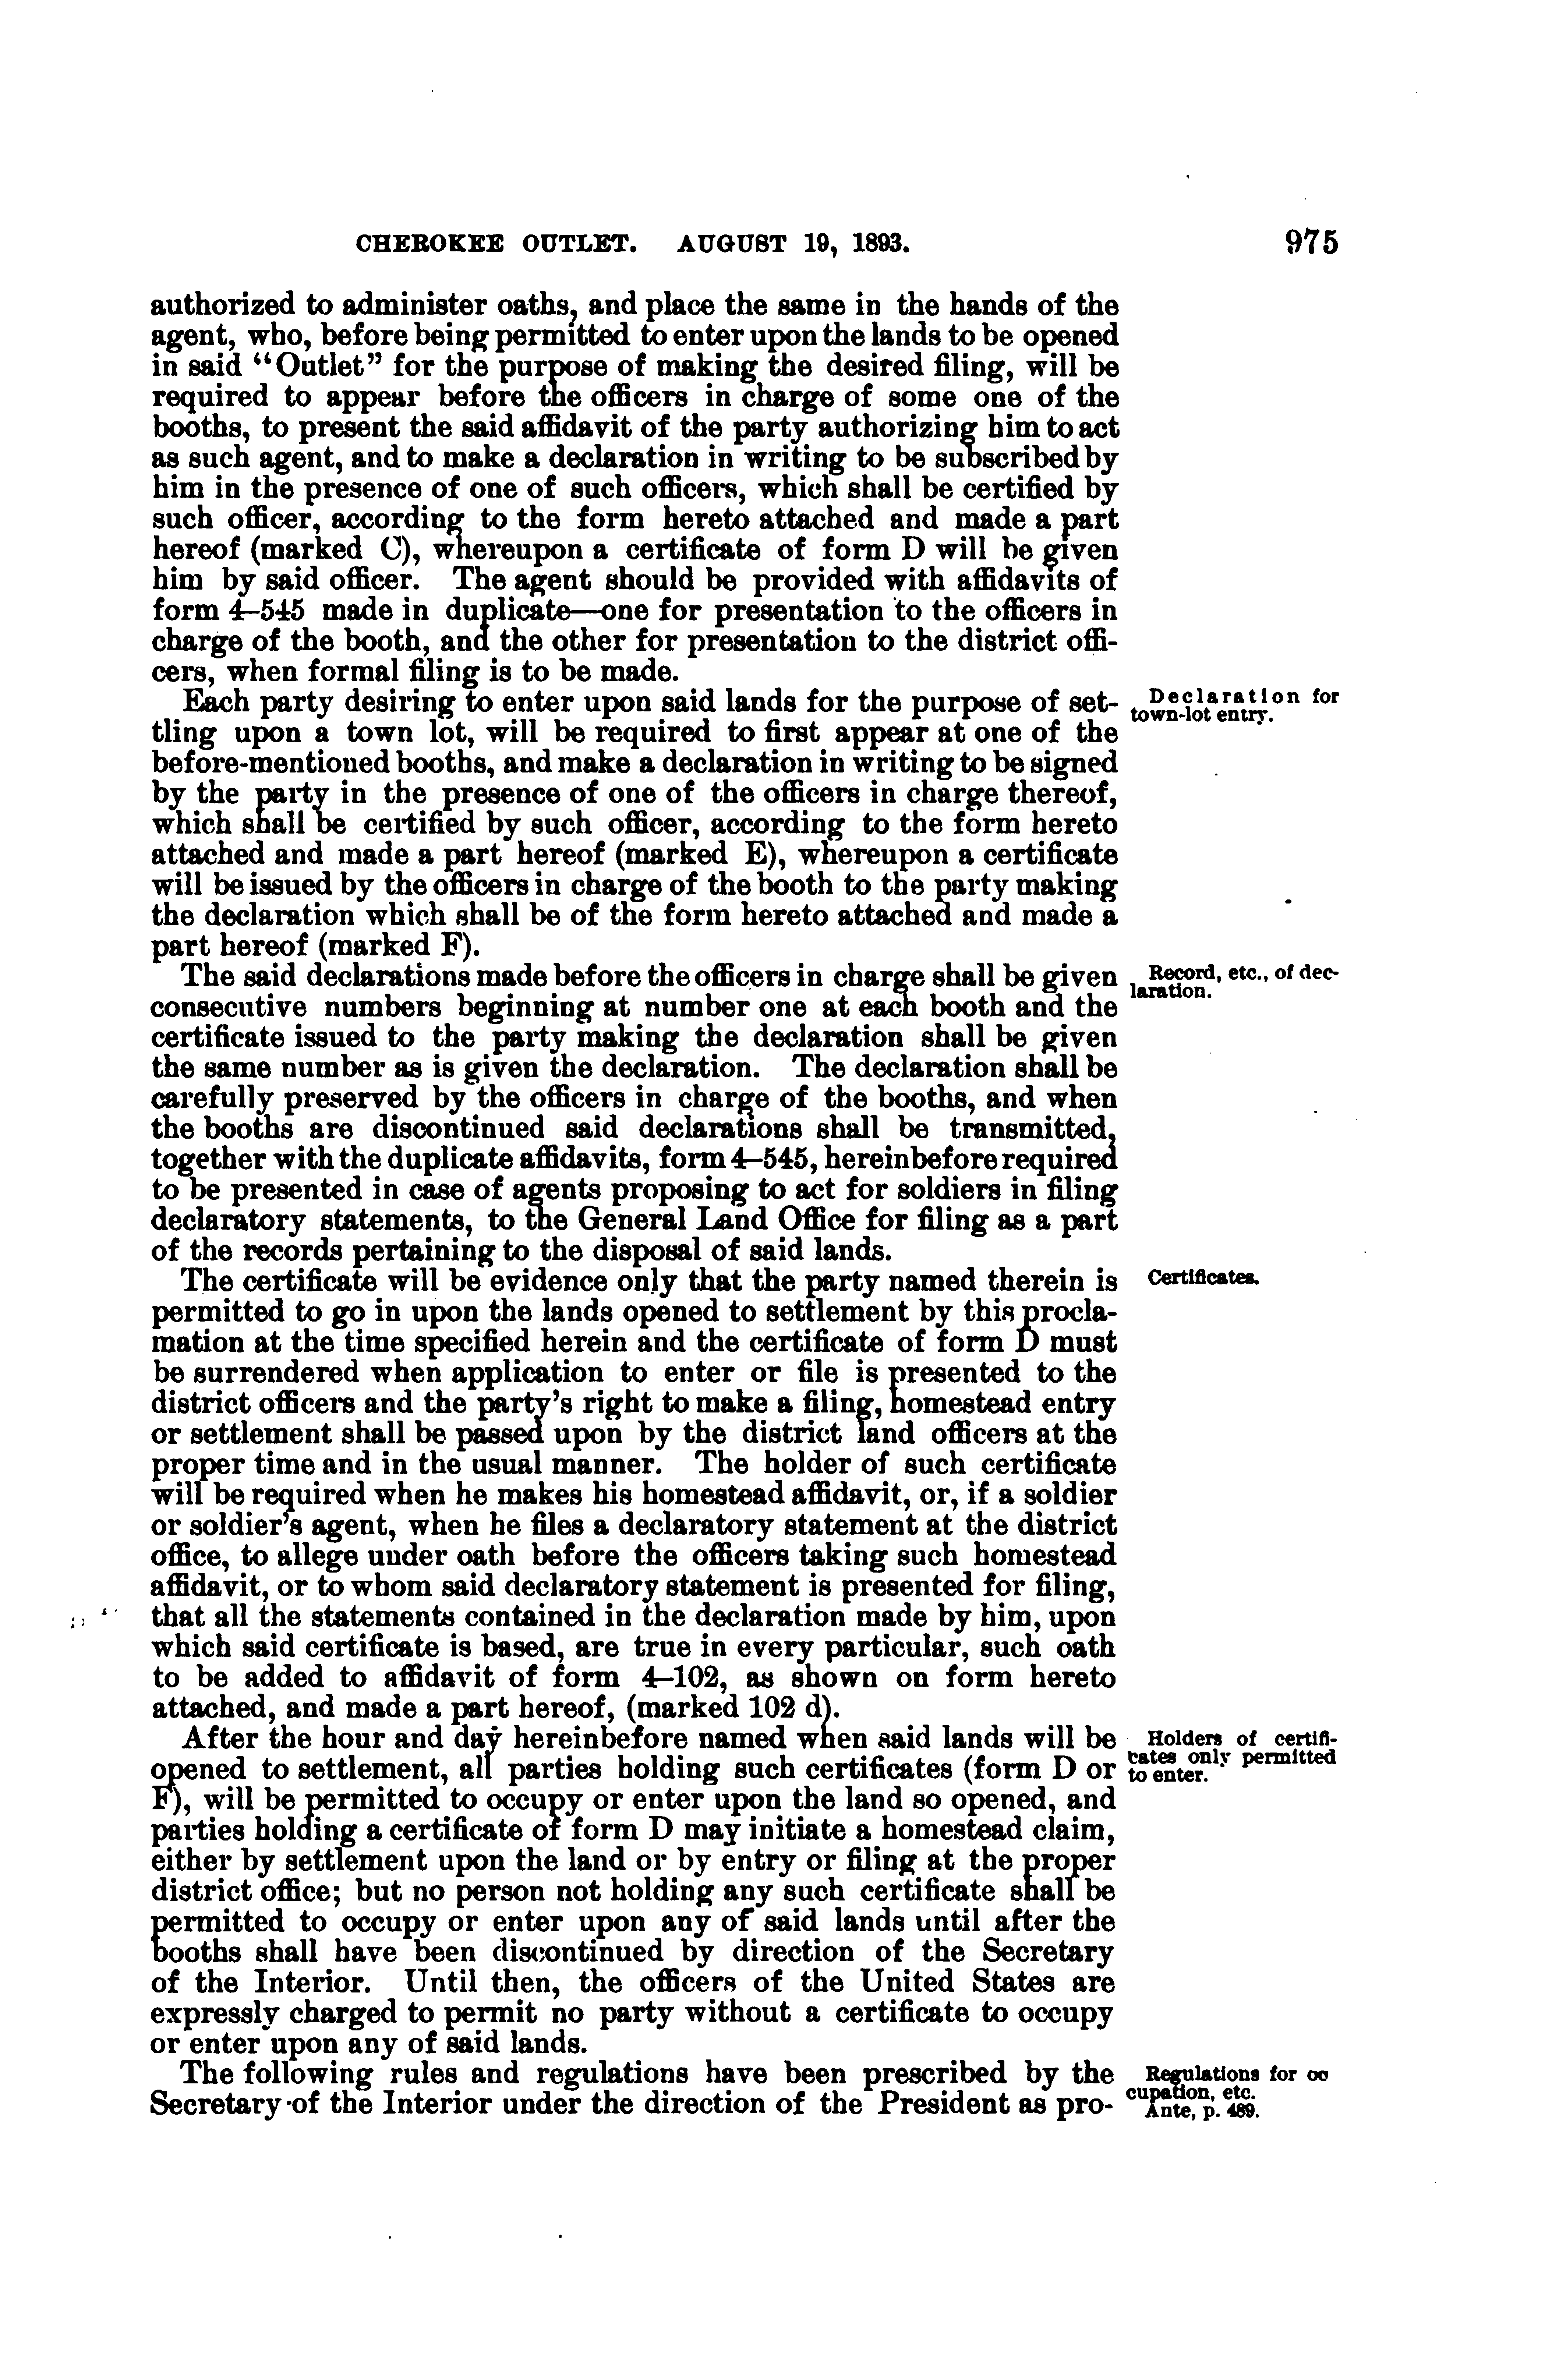 CHEROKEE OUTLET. AUGUST 19, 1893. 975
authorized to administer oaths, and place the same in the hands of the
agent, who, before being permitted to enter upon the lands to be opened
in said "Outlet" for the purpose of making the desired filing, will be
required to appear before the officers in charge of some one of the
booths, to present the said affidavit of the party authorizing him to act
as such agent, and to make a declaration in writing to be subscribed by
him in the presence of one of such officers, which shall be certified by
such officer, according to the form hereto attached and made a part
hereof (marked C), whereupon a certificate of form D will be given
him by said officer. The agent should be provided with affidavits of
form 4–545 made in duplicate—one for presentation to the officers in
charge of the booth, and the other for presentation to the district offi-
cers, when formal filing is to be made.
Each party desiring to enter upon said lands for the purpose of set-
tling upon a town lot, will be required to first appear at one of the
before-mentioned booths, and make a declaration in writing to be signed
by the party in the presence of one of the officers in charge thereof,
which shall be certified by such officer, according to the form hereto
attached and made a part hereof (marked E), whereupon a certificate
will be issued by the officers in charge of the booth to the party making
the declaration which shall be of the form hereto attached and made a
part hereof (marked F).
Declaration for
town-lot entry.
The said declarations made before the officers in charge shall be given
consecutive numbers beginning at number one at each booth and the
certificate issued to the party making the declaration shall be given
the same number as is given the declaration. The declaration shall be
carefully preserved by the officers in charge of the booths, and when
the booths are discontinued said declarations shall be transmitted,
together with the duplicate affidavits, form 4–545, hereinbefore required
to be presented in case of agents proposing to act for soldiers in filing
declaratory statements, to the General Land Office for filing as a part
of the records pertaining to the disposal of said lands.
Record, etc., of dec-
laration.
The certificate will be evidence only that the party named therein is
permitted to go in upon the lands opened to settlement by this procla-
mation at the time specified herein and the certificate of form D must
be surrendered when application to enter or file is presented to the
district officers and the party's right to make a filing, homestead entry
or settlement shall be passed upon by the district land officers at the
proper time and in the usual manner. The holder of such certificate
will be required when he makes his homestead affidavit, or, if a soldier
or soldier's agent, when he files a declaratory statement at the district
office, to allege under oath before the officers taking such homestead
affidavit, or to whom said declaratory statement is presented for filing,
that all the statements contained in the declaration made by him, upon
which said certificate is based, are true in every particular, such oath
to be added to affidavit of form 4–102, as shown on form hereto
attached, and made a part hereof, (marked 102 d).
Certificates.
After the hour and day hereinbefore named when said lands will be
opened to settlement, all parties holding such certificates (form D or
F), will be permitted to occupy or enter upon the land so opened, and
parties holding a certificate of form D may initiate a homestead claim,
either by settlement upon the land or by entry or filing at the proper
district office; but no person not holding any such certificate shall be
permitted to occupy or enter upon any of said lands until after the
booths shall have been discontinued by direction of the Secretary
of the Interior. Until then, the officers of the United States are
expressly charged to permit no party without a certificate to occupy
or enter upon any of said lands.
Holders of certifi-
cates only permitted
to enter.
The following rules and regulations have been prescribed by the
Secretary of the Interior under the direction of the President as pro-
Regulations for oc
cupation, etc.
Ante, p. 489.